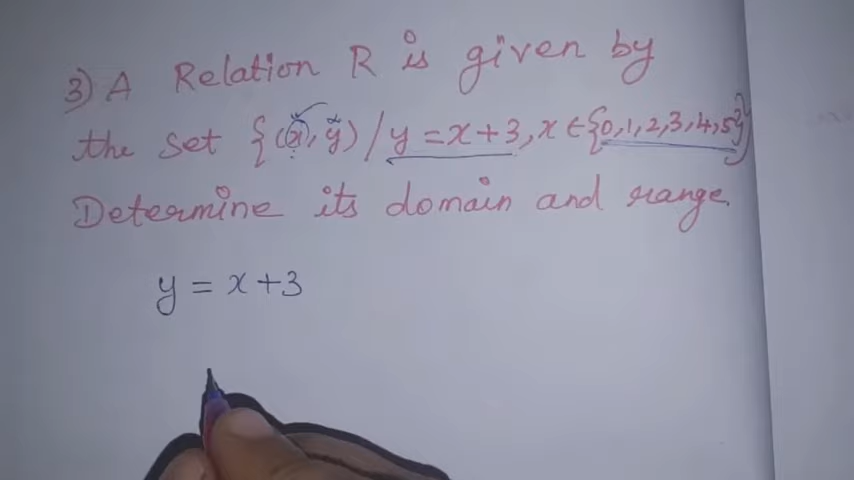 3) A Relation R is given by
the set {(x, y) / y = x + 3, x ∈ {0, 1, 2, 3, 4, 5}}
Determine its domain and range.
y = x + 3